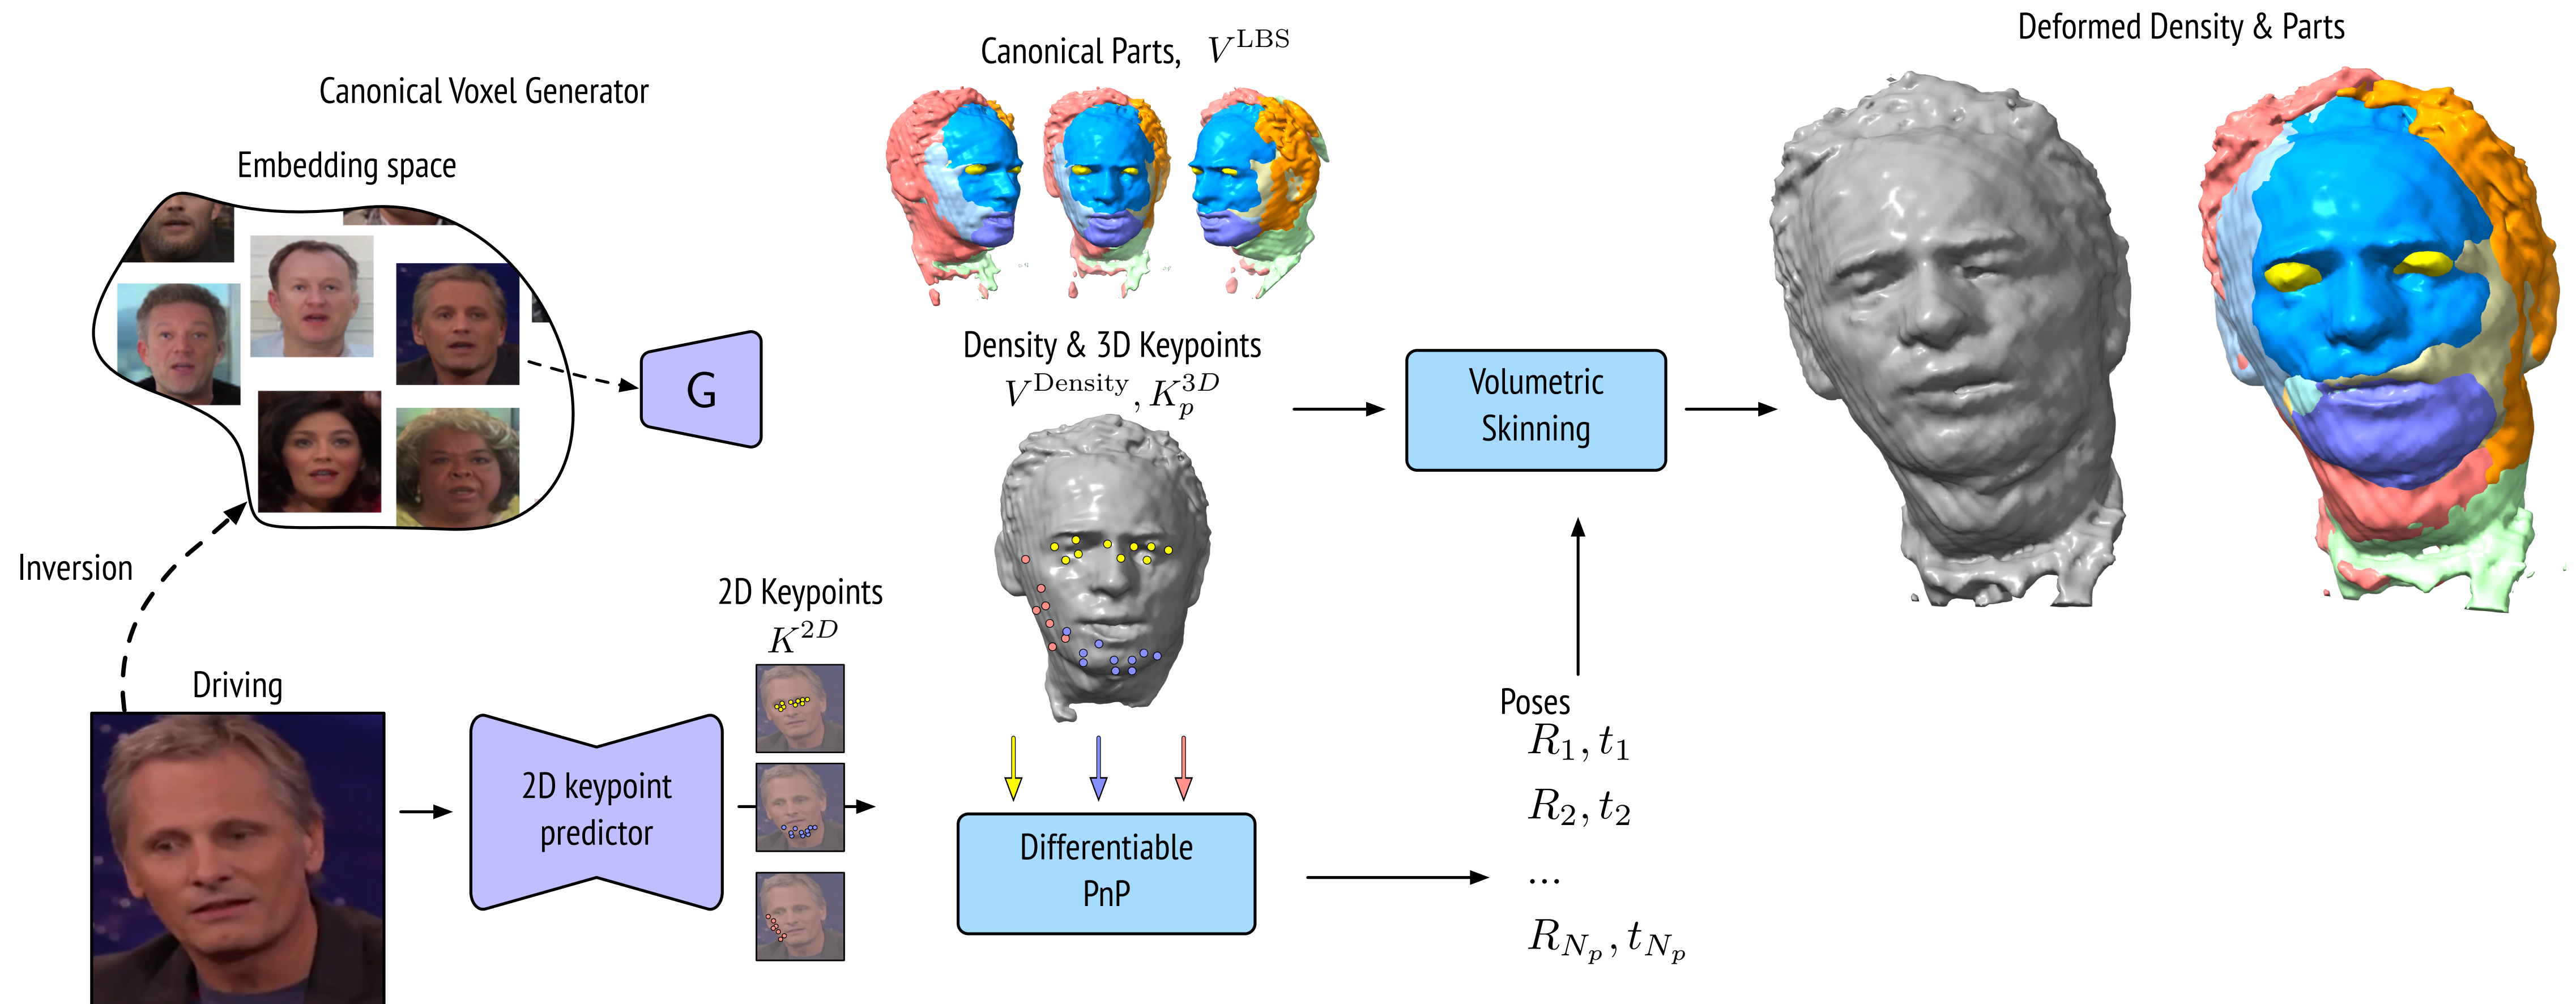 Canonical Voxel Generator
Embedding space
G
Inversion
Driving
2D keypoint
predictor
2D Keypoints
K^{2D}
Canonical Parts, V^{LBS}
Density & 3D Keypoints
V^{Density}, K_p^{3D}
Differentiable
PnP
Volumetric
Skinning
Poses
R_1, t_1
R_2, t_2
...
R_{N_p}, t_{N_p}
Deformed Density & Parts